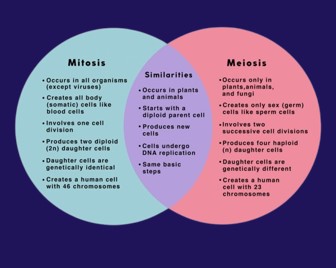 Mitosis
• Occurs in all organisms
(except viruses)
• Creates all body
(somatic) cells like
blood cells
• Involves one cell
division
• Produces two diploid
(2n) daughter cells
• Daughter cells are
genetically identical
• Creates a human cell
with 46 chromosomes
Similarities
• Occurs in plants
and animals
• Starts with a
diploid parent cell
• Produces new
cells
• Cells undergo
DNA replication
• Same basic
steps
Meiosis
• Occurs only in
plants,animals,
and fungi
• Creates only sex (germ)
cells like sperm cells
• Involves two
successive cell divisions
• Produces four haploid
(n) daughter cells
• Daughter cells are
genetically different
• Creates a human
cell with 23
chromosomes